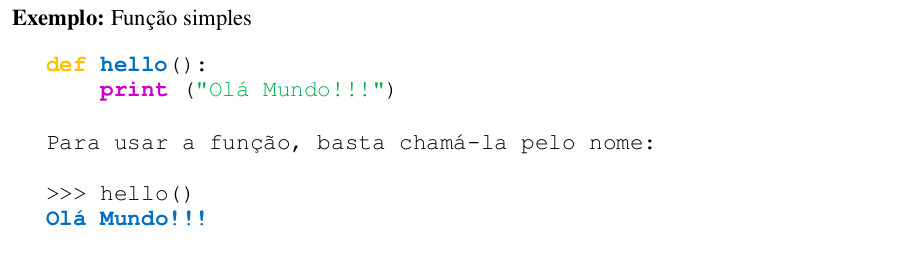 Exemplo: Função simples
def hello():
    print ("Olá Mundo!!!")
Para usar a função, basta chamá-la pelo nome:
>>> hello()
Olá Mundo!!!